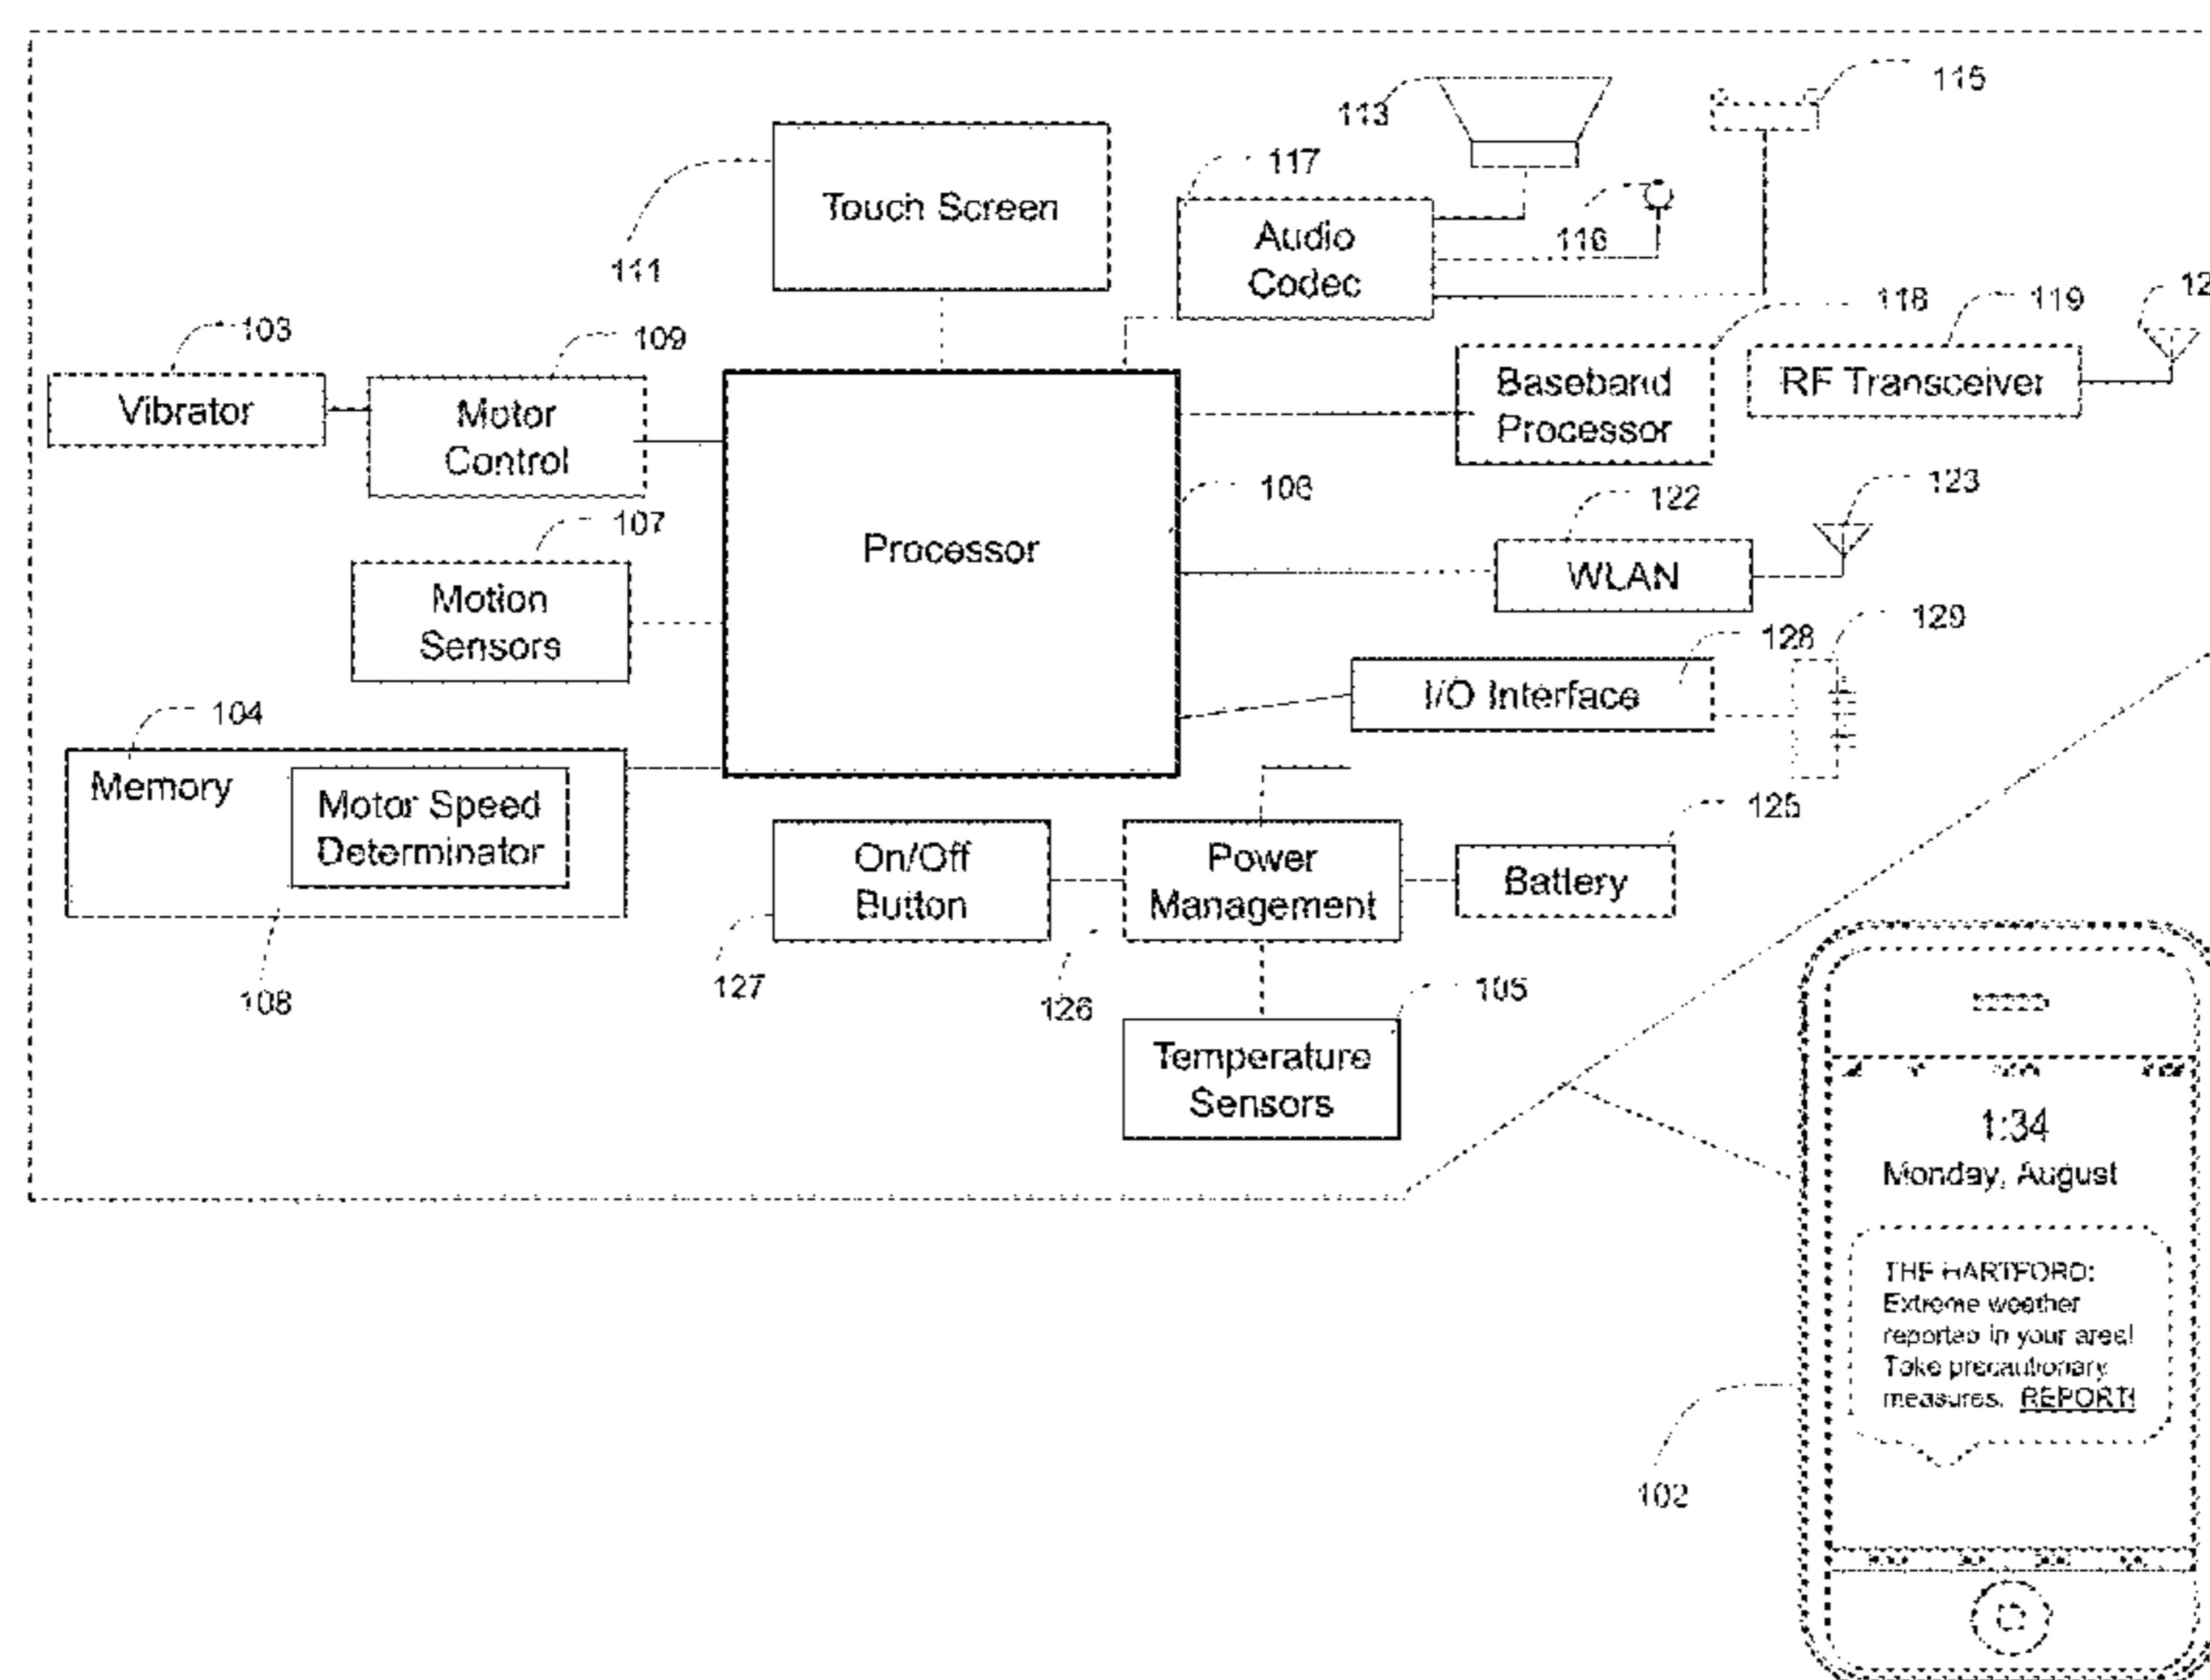 115
113
117
Touch Screen
Audio
Codec
116
111
118
119
12
103
109
Vibrator
Motor
Control
Baseband
Processor
RF Transceiver
106
123
122
107
Processor
WLAN
Motion
Sensors
129
128
I/O Interface
104
Memory
Motor Speed
Determinator
125
On/Off
Button
Power
Management
Battery
108
127
126
105
Temperature
Sensors
1:34
Monday, August
THE HARTFORD:
Extreme weather
reported in your area!
Take precautionary
measures. REPORT!
102